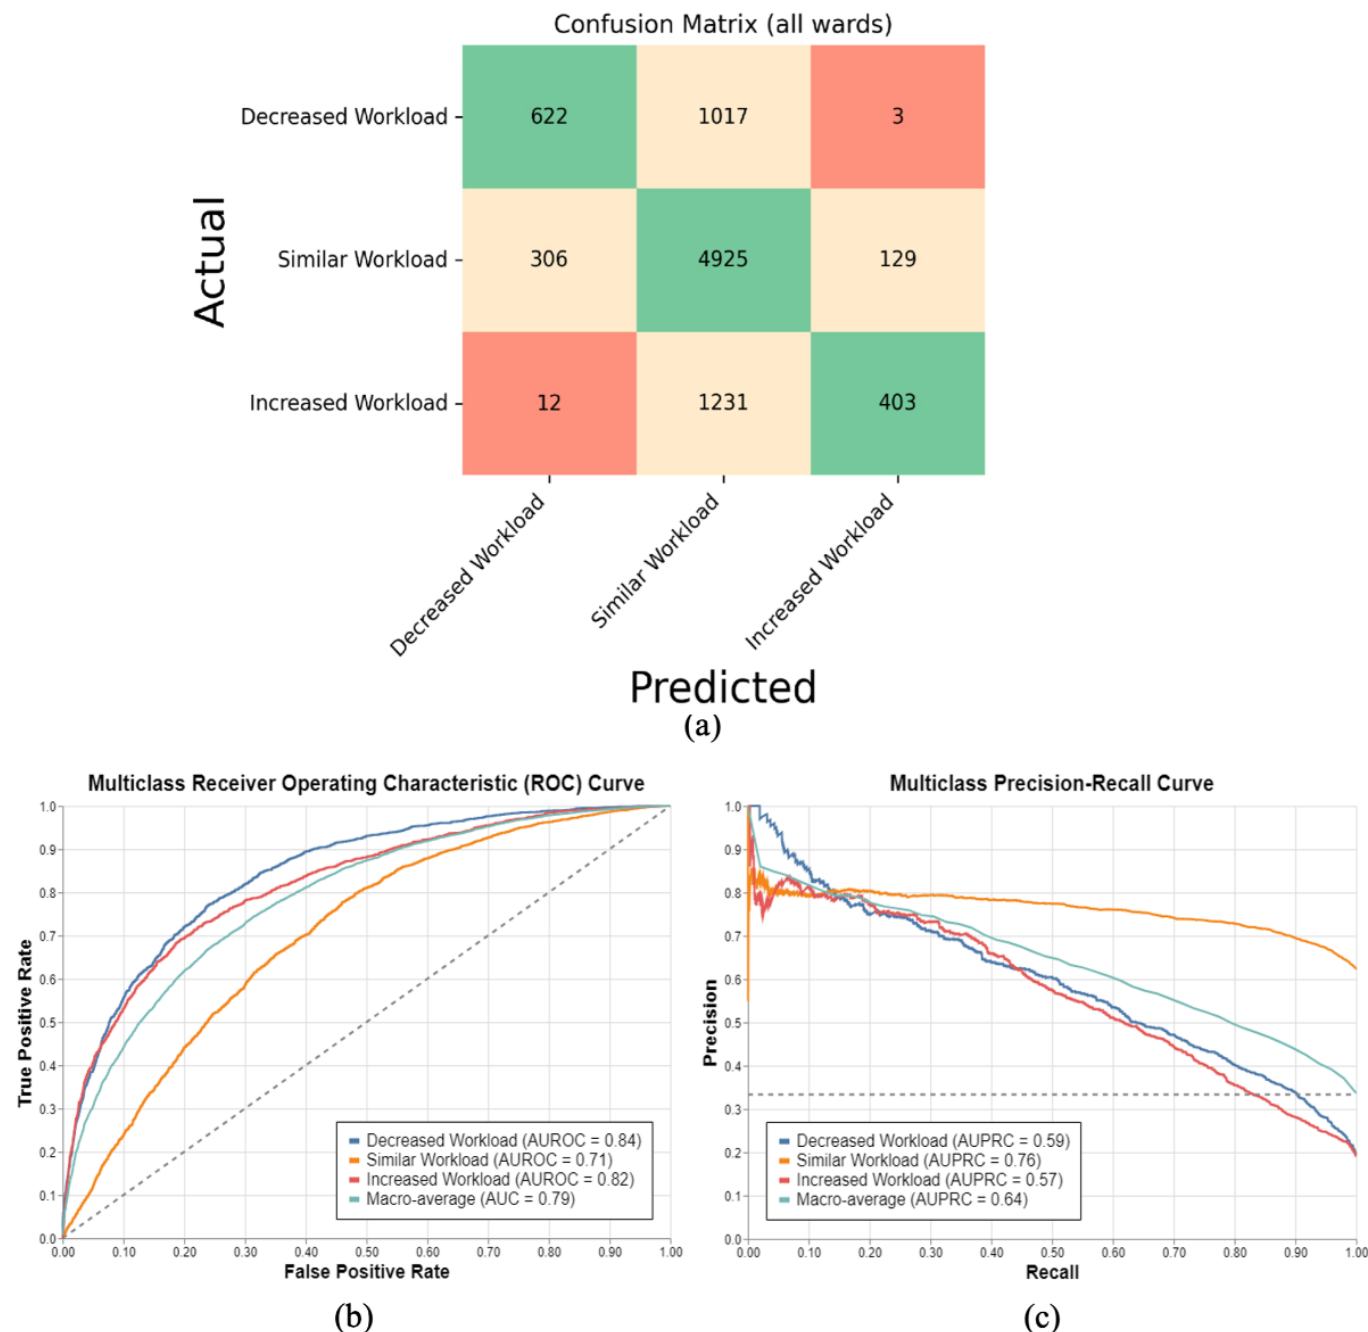 Confusion Matrix (all wards)
Actual
Decreased Workload
622
1017
3
Similar Workload
306
4925
129
Increased Workload
12
1231
403
Decreased Workload
Similar Workload
Increased Workload
Predicted
(a)
Multiclass Receiver Operating Characteristic (ROC) Curve
True Positive Rate
1.0
0.9
0.8
0.7
0.6
0.5
0.4
0.3
0.2
0.1
0.0
Decreased Workload (AUROC = 0.84)
Similar Workload (AUROC = 0.71)
Increased Workload (AUROC = 0.82)
Macro-average (AUC = 0.79)
0.00 0.10 0.20 0.30 0.40 0.50 0.60 0.70 0.80 0.90 1.00
False Positive Rate
(b)
Multiclass Precision-Recall Curve
Precision
1.0
0.9
0.8
0.7
0.6
0.5
0.4
0.3
0.2
0.1
0.0
Decreased Workload (AUPRC = 0.59)
Similar Workload (AUPRC = 0.76)
Increased Workload (AUPRC = 0.57)
Macro-average (AUPRC = 0.64)
0.00 0.10 0.20 0.30 0.40 0.50 0.60 0.70 0.80 0.90 1.00
Recall
(c)